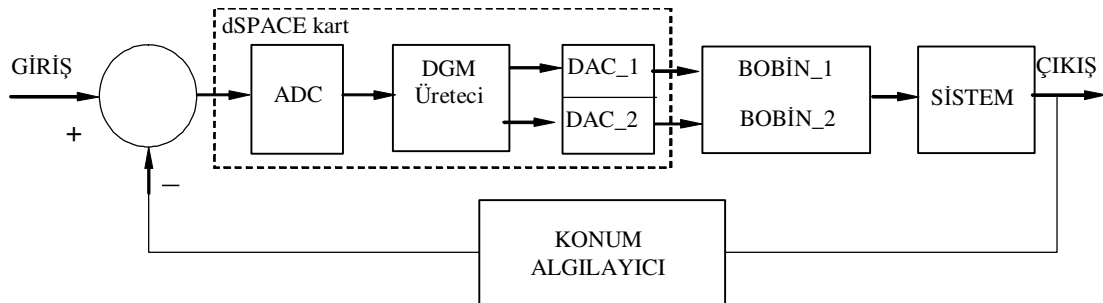 dSPACE kart
GİRİŞ
+
−
ADC
DGM
Üreteci
DAC_1
DAC_2
BOBİN_1
BOBİN_2
SİSTEM
ÇIKIŞ
KONUM
ALGILAYICI